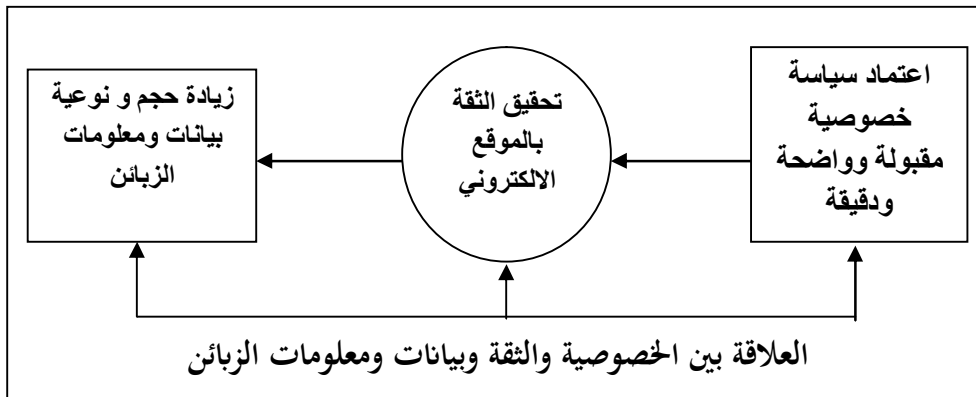 اعتماد سياسة
خصوصية
مقبولة وواضحة
ودقيقة
تحقيق الثقة
بالموقع
الالكتروني
زيادة حجم و نوعية
بيانات ومعلومات
الزبائن
العلاقة بين الخصوصية والثقة وبيانات ومعلومات الزبائن